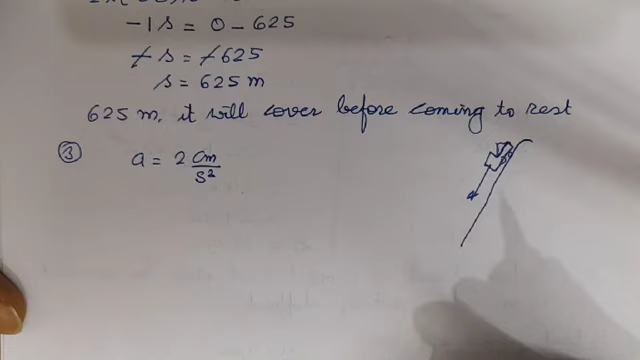 -1s = 0 - 625
-s = -625
s = 625 m
625 m. it will cover before coming to rest
③ a = 2 cm/s²